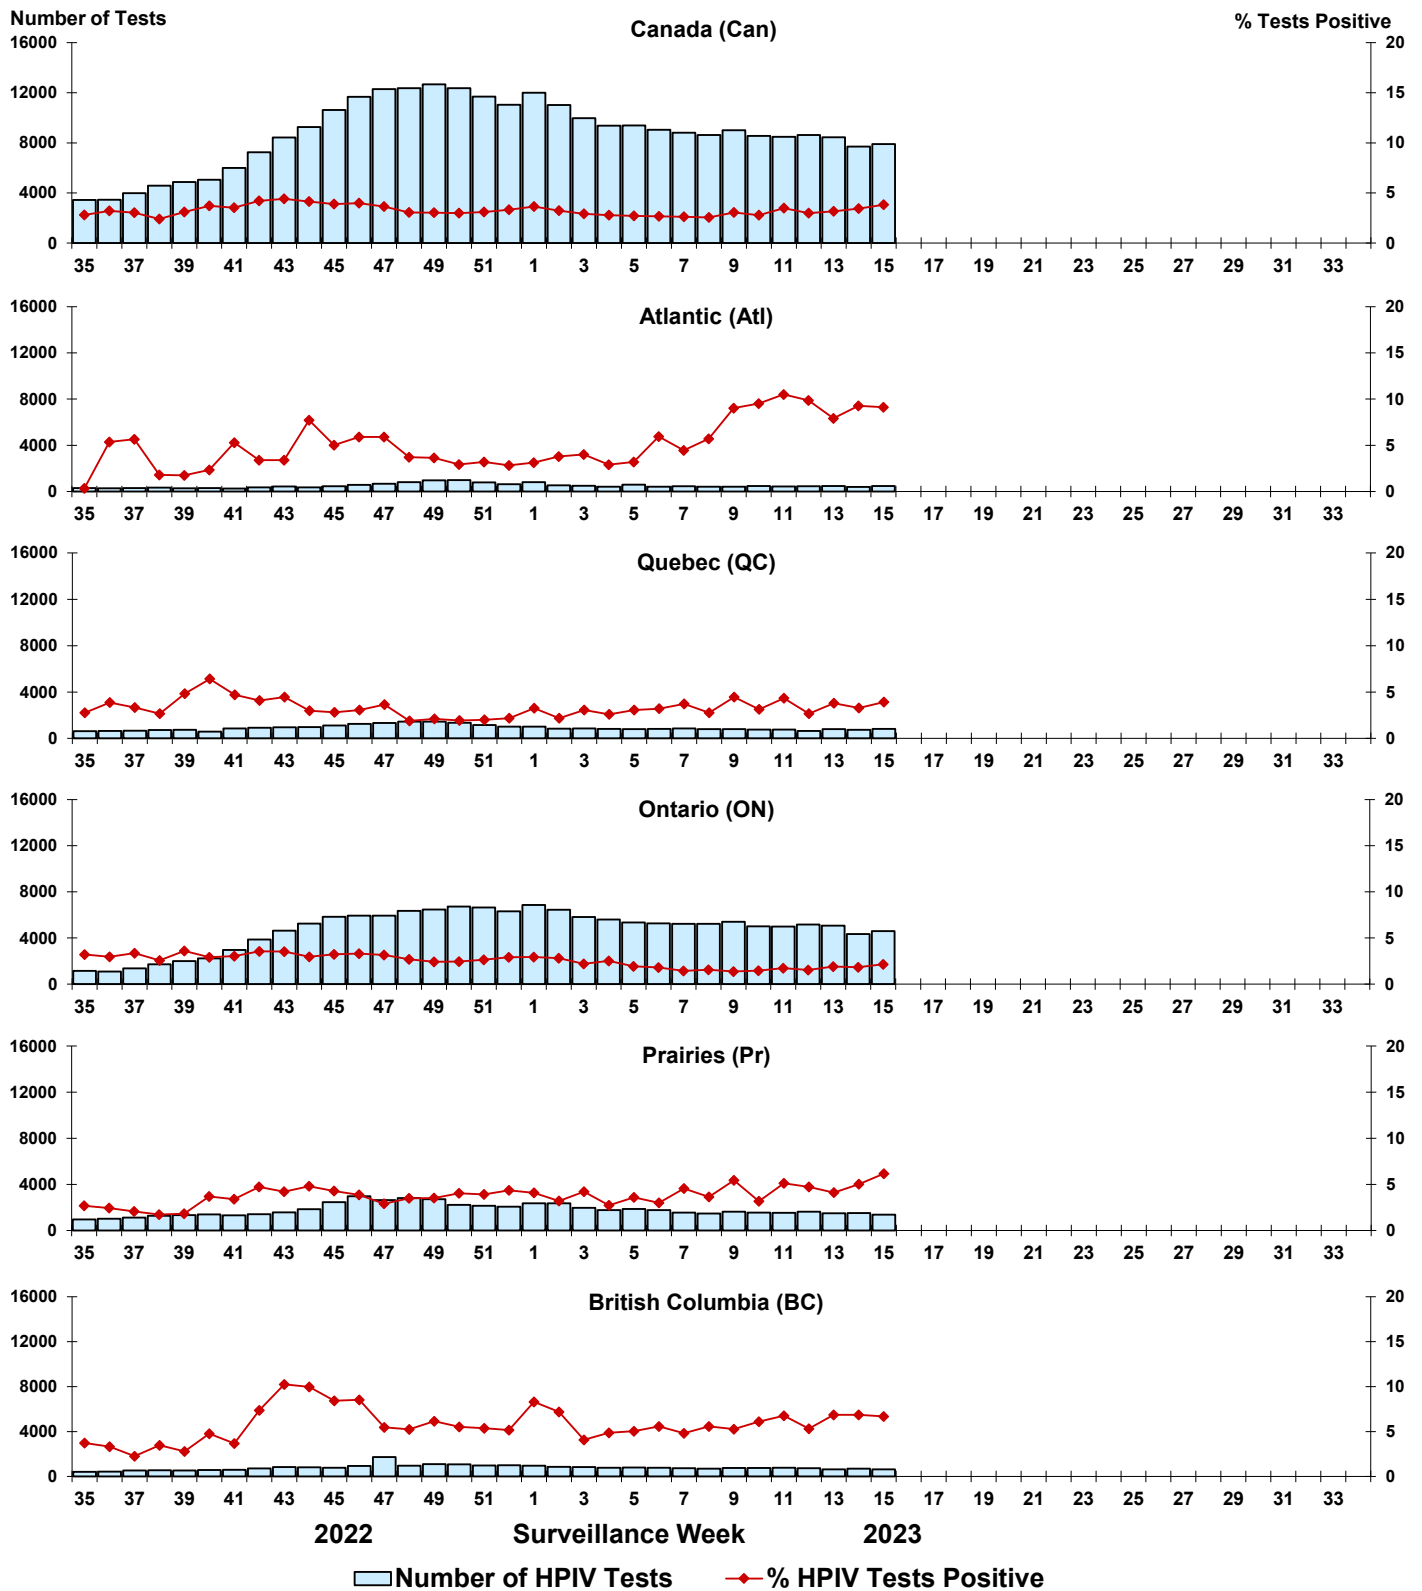 Number of Tests
% Tests Positive
Canada (Can)
16000 20
12000 15
8000 10
4000 5
0 0
35 37 39 41 43 45 47 49 51 1 3 5 7 9 11 13 15 17 19 21 23 25 27 29 31 33
Atlantic (Atl)
16000 20
12000 15
8000 10
4000 5
0 0
35 37 39 41 43 45 47 49 51 1 3 5 7 9 11 13 15 17 19 21 23 25 27 29 31 33
Quebec (QC)
16000 20
12000 15
8000 10
4000 5
0 0
35 37 39 41 43 45 47 49 51 1 3 5 7 9 11 13 15 17 19 21 23 25 27 29 31 33
Ontario (ON)
16000 20
12000 15
8000 10
4000 5
0 0
35 37 39 41 43 45 47 49 51 1 3 5 7 9 11 13 15 17 19 21 23 25 27 29 31 33
Prairies (Pr)
16000 20
12000 15
8000 10
4000 5
0 0
35 37 39 41 43 45 47 49 51 1 3 5 7 9 11 13 15 17 19 21 23 25 27 29 31 33
British Columbia (BC)
16000 20
12000 15
8000 10
4000 5
0 0
35 37 39 41 43 45 47 49 51 1 3 5 7 9 11 13 15 17 19 21 23 25 27 29 31 33
2022 Surveillance Week 2023
Number of HPIV Tests % HPIV Tests Positive